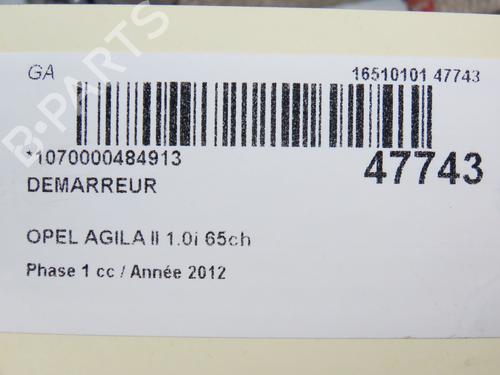 B-PARTS
GA
16510101 47743
*1070000484913
47743
DEMARREUR
OPEL AGILA II 1.0i 65ch
Phase 1 cc / Année 2012